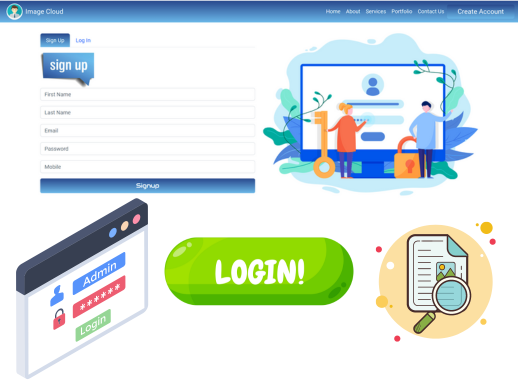 Image Cloud
Home About Services Portfolio Contact Us Create Account
Sign Up Log In
sign up
First Name
Last Name
Email
Password
Mobile
Signup
Admin
******
Login
LOGIN!